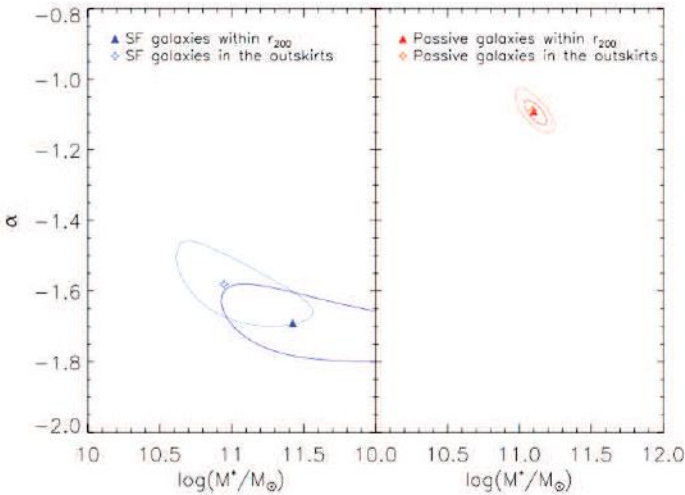 -0.8
-1.0
-1.2
-1.4
-1.6
-1.8
-2.0
α
SF galaxies within r200
SF galaxies in the outskirts
Passive galaxies within r200
Passive galaxies in the outskirts
10 10.5 11 11.5 10.0 10.5 11.0 11.5 12.0
log(M*/M⊙) log(M*/M⊙)